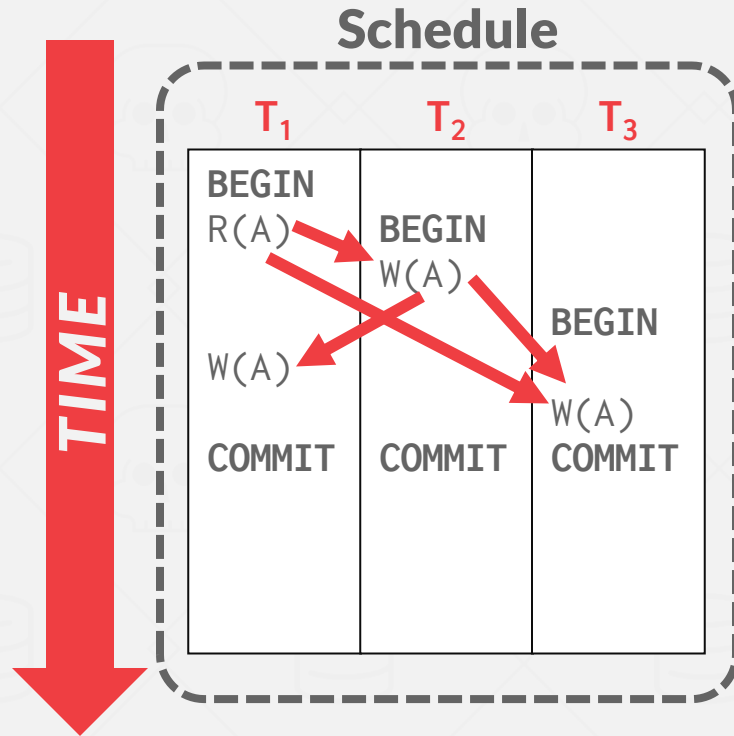 Schedule
TIME
T₁ T₂ T₃
BEGIN
R(A) BEGIN
W(A)
BEGIN
W(A)
W(A)
COMMIT COMMIT COMMIT